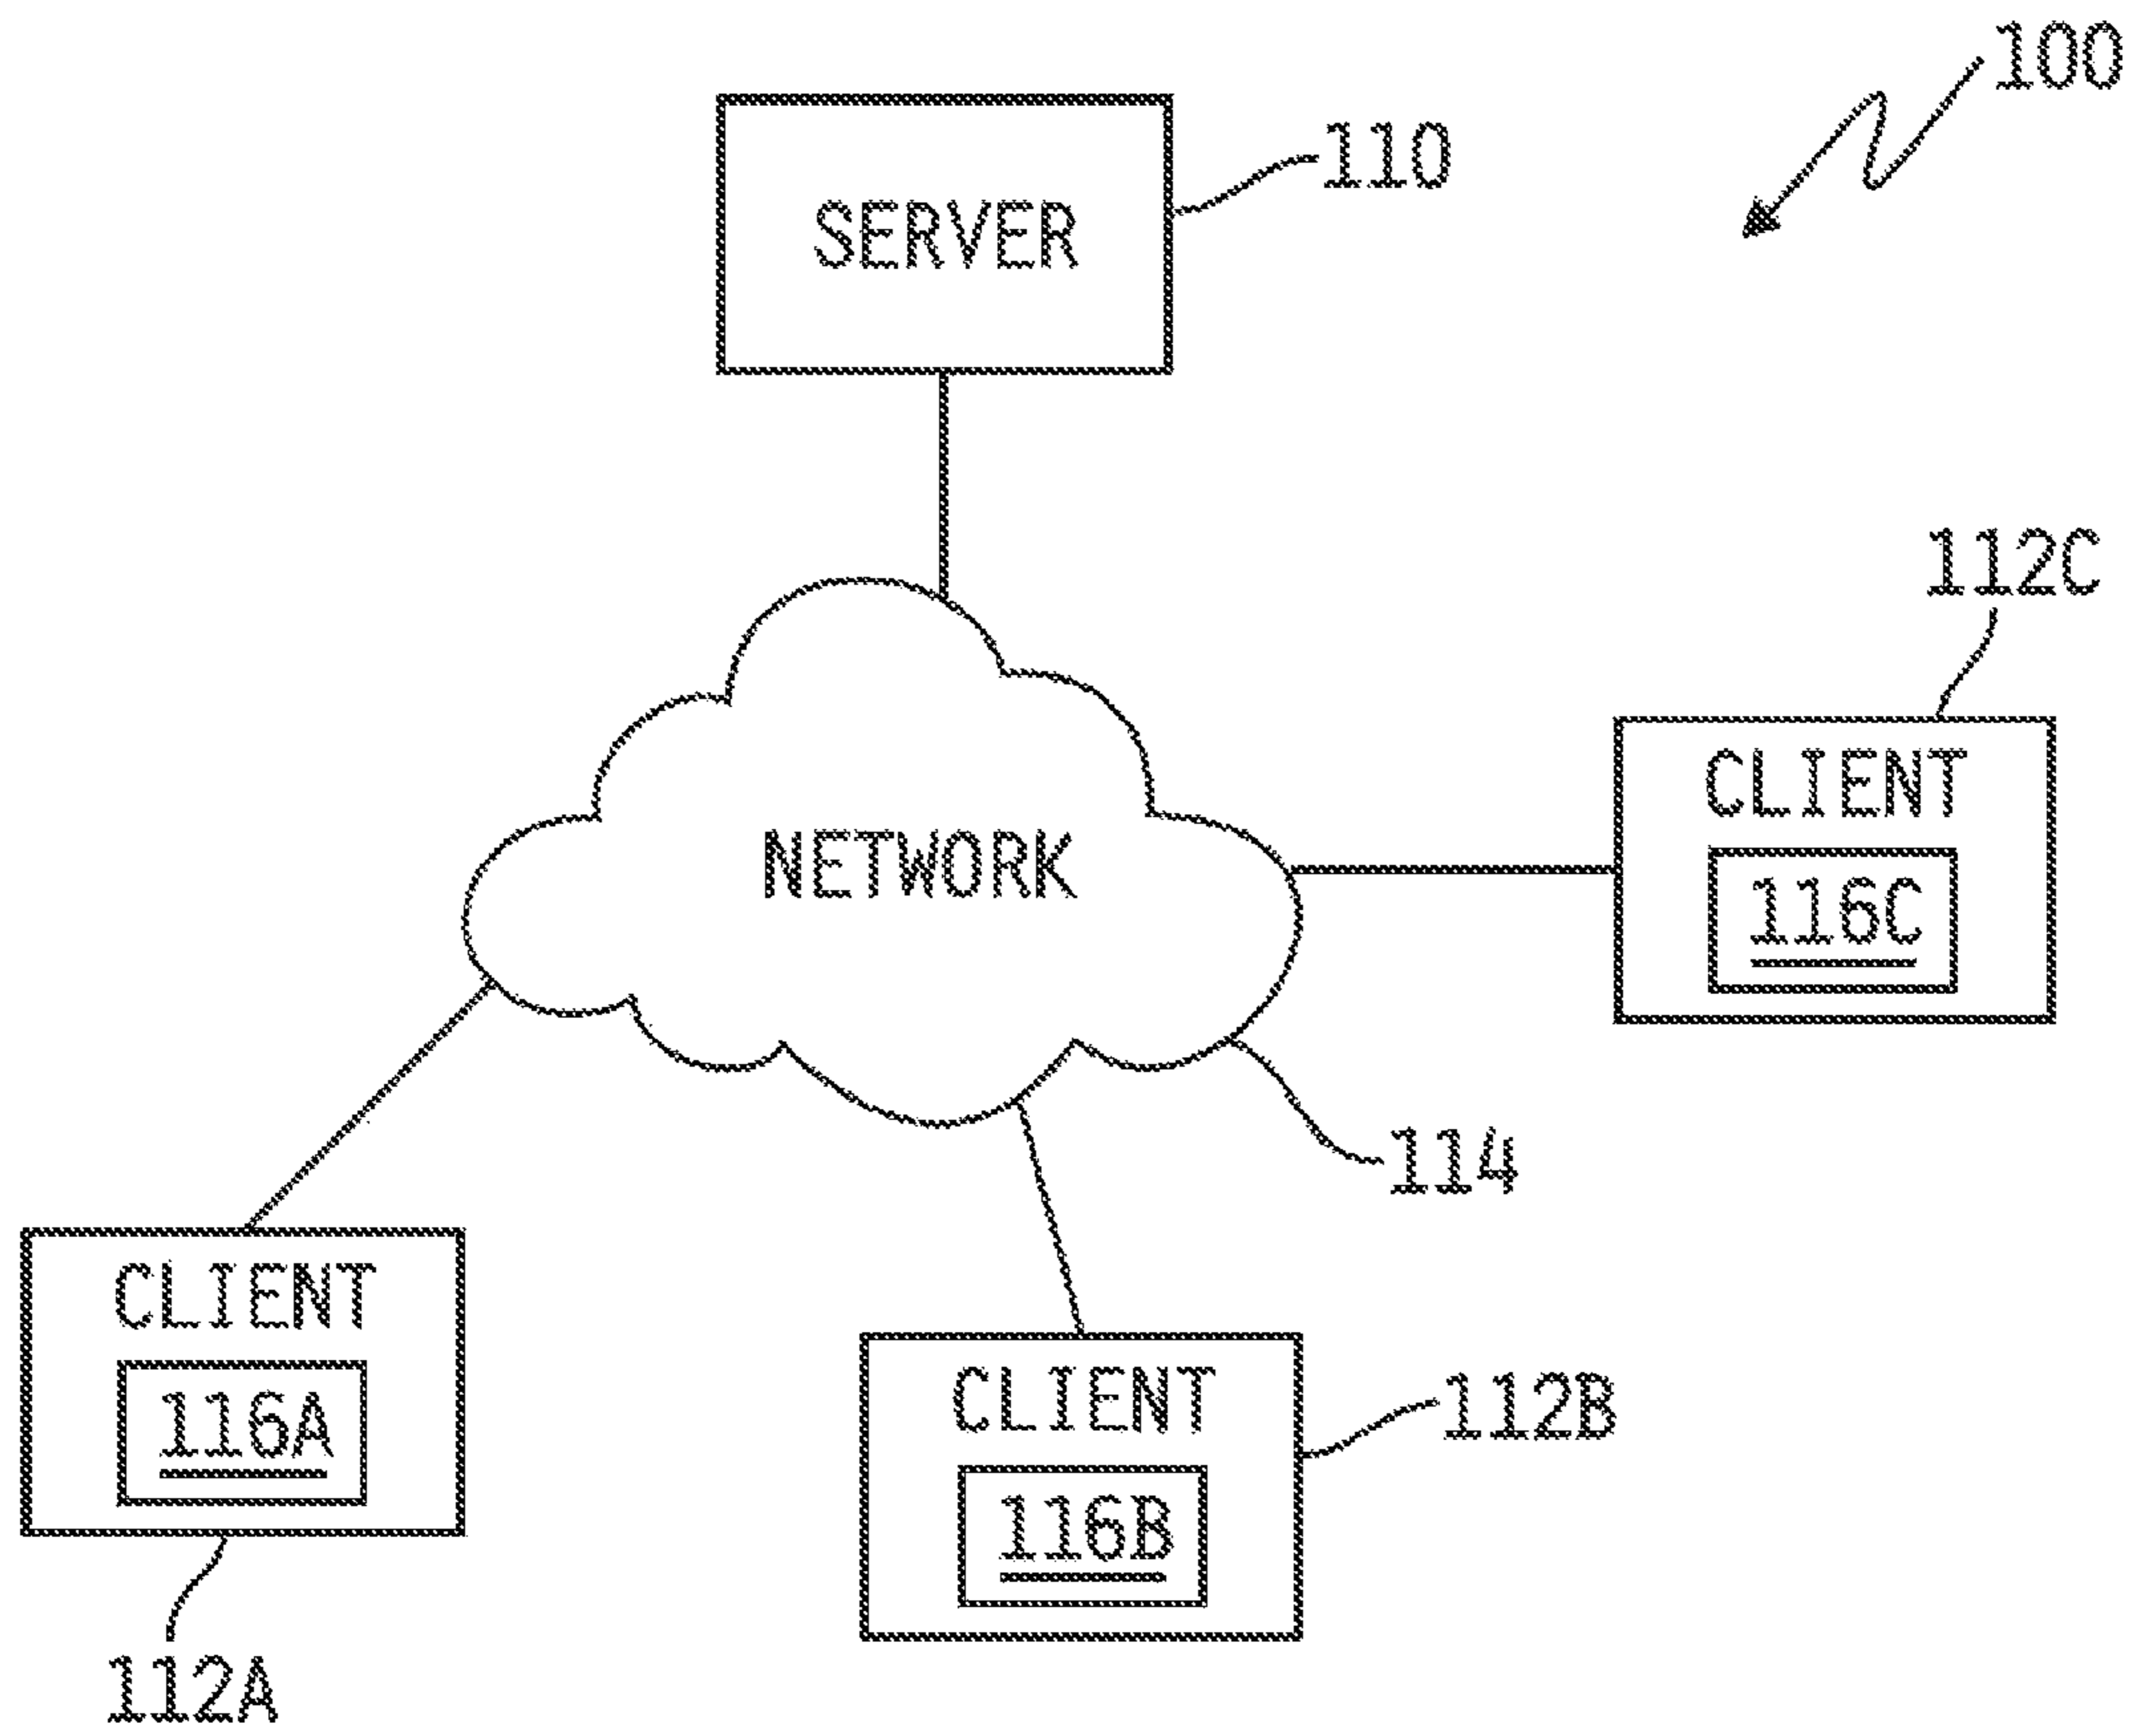 100
110
SERVER
112C
CLIENT
NETWORK
116C
114
CLIENT
116A
CLIENT
112B
116B
112A